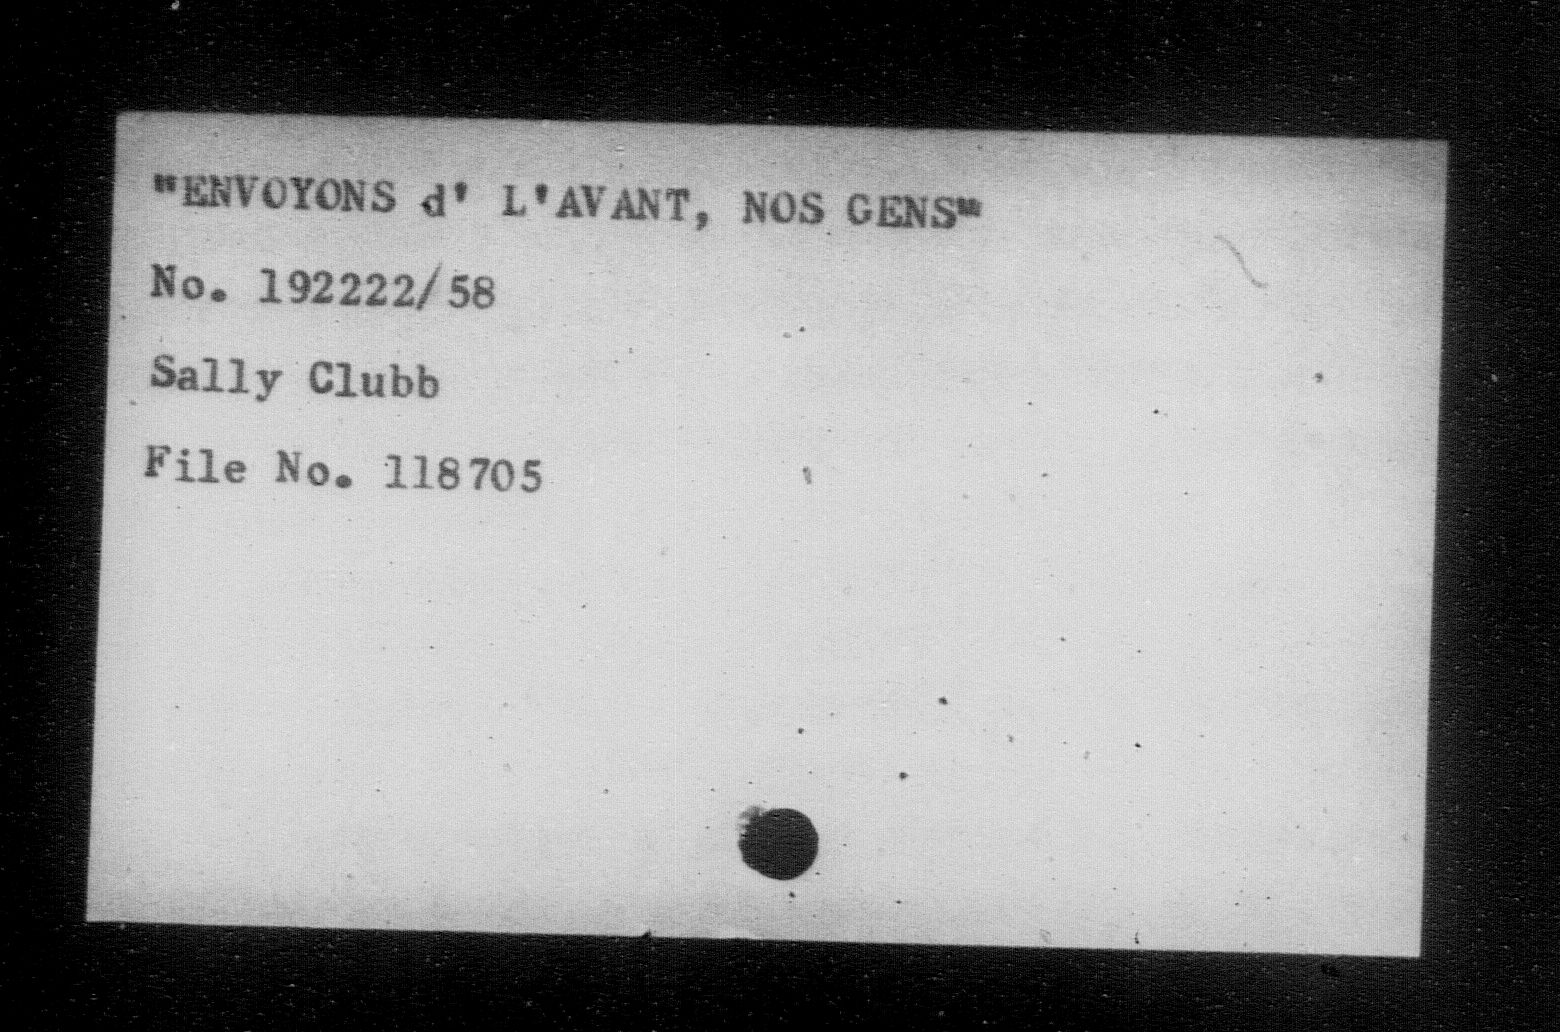 "ENVOYONS d' L'AVANT, NOS GENS"
No. 192222/58
Sally Clubb
File No. 118705